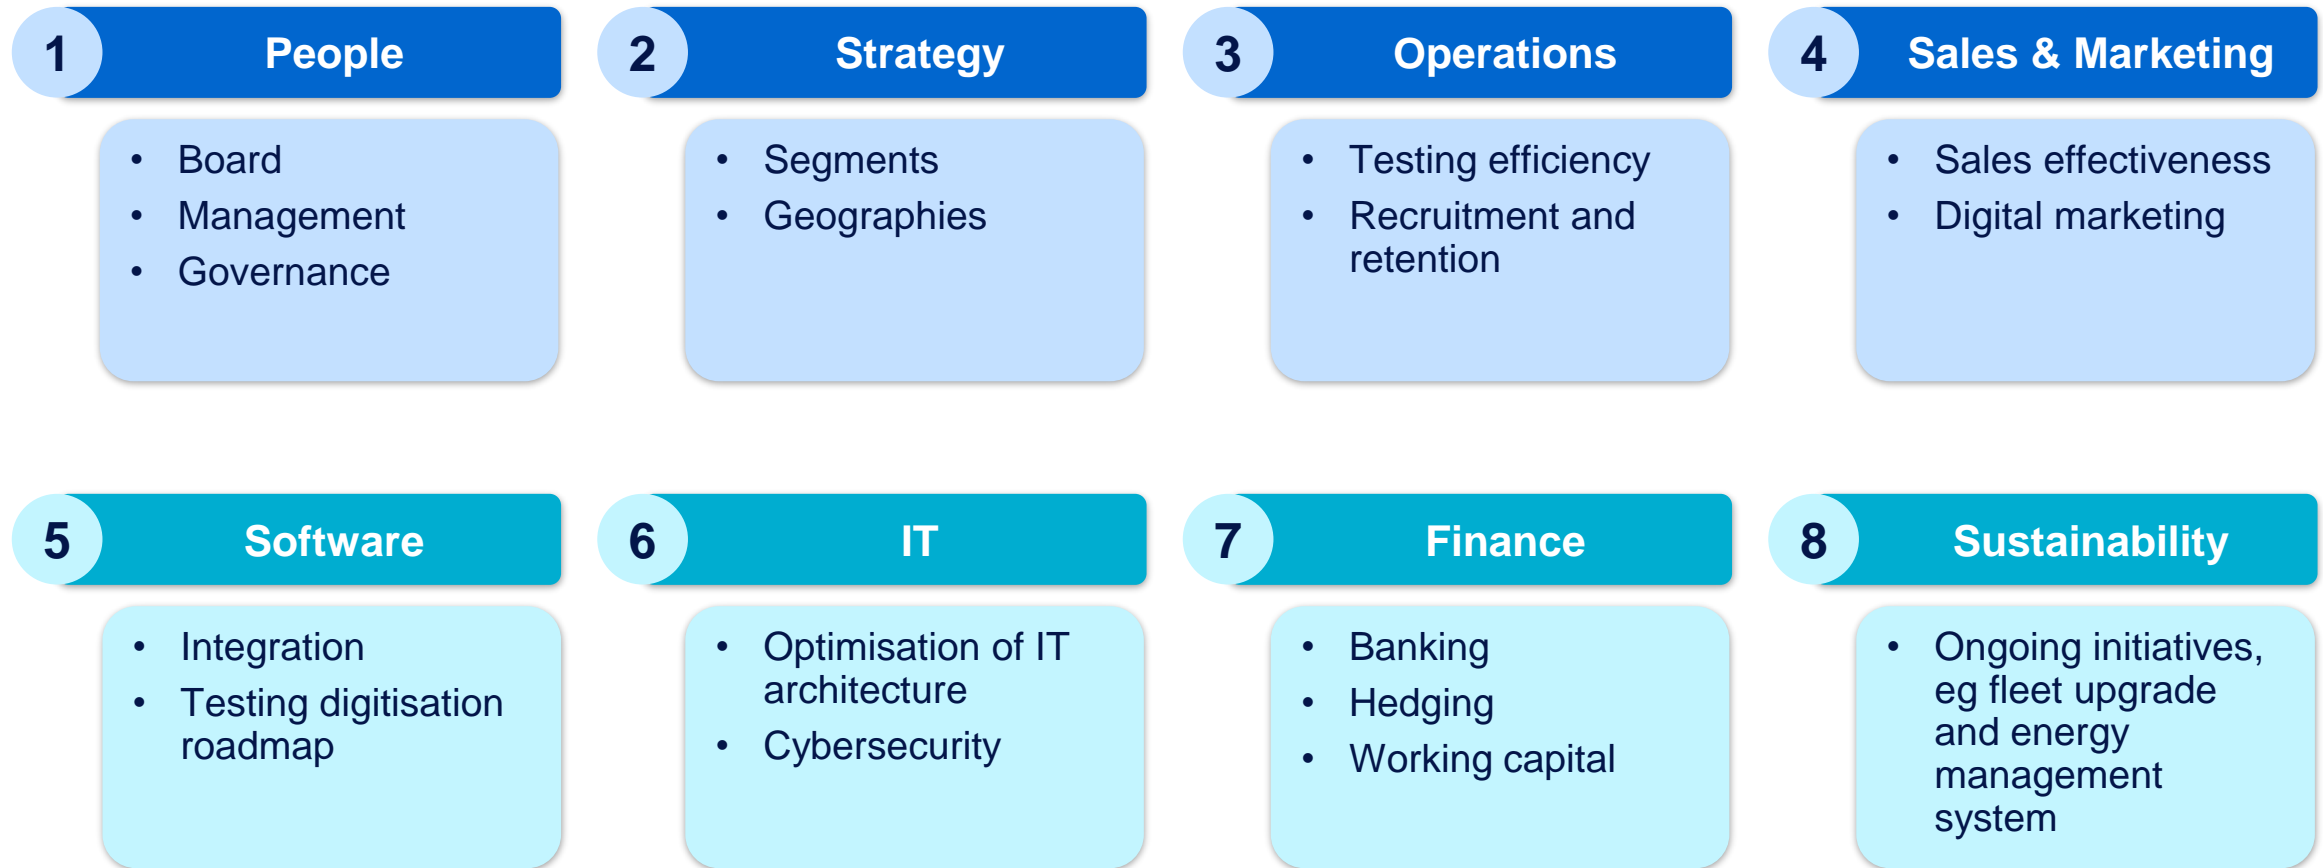 1
People
• Board
• Management
• Governance
2
Strategy
• Segments
• Geographies
3
Operations
• Testing efficiency
• Recruitment and
retention
4
Sales & Marketing
• Sales effectiveness
• Digital marketing
5
Software
• Integration
• Testing digitisation
roadmap
6
IT
• Optimisation of IT
architecture
• Cybersecurity
7
Finance
• Banking
• Hedging
• Working capital
8
Sustainability
• Ongoing initiatives,
eg fleet upgrade
and energy
management
system